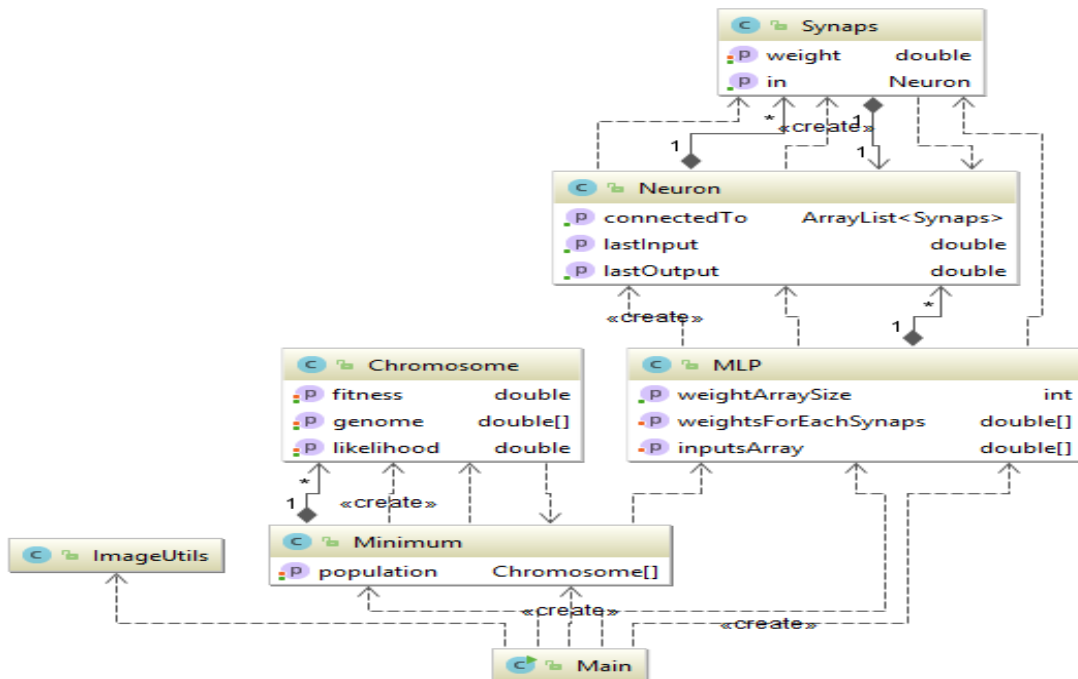 C Synaps
p weight double
p in Neuron
* «create» 1
1 1
C Neuron
p connectedTo ArrayList<Synaps>
p lastInput double
p lastOutput double
«create» 1 *
C Chromosome
p fitness double
p genome double[]
p likelihood double
C MLP
p weightArraySize int
p weightsForEachSynaps double[]
p inputsArray double[]
*
1 «create»
C ImageUtils
C Minimum
p population Chromosome[]
«create» «create»
C Main